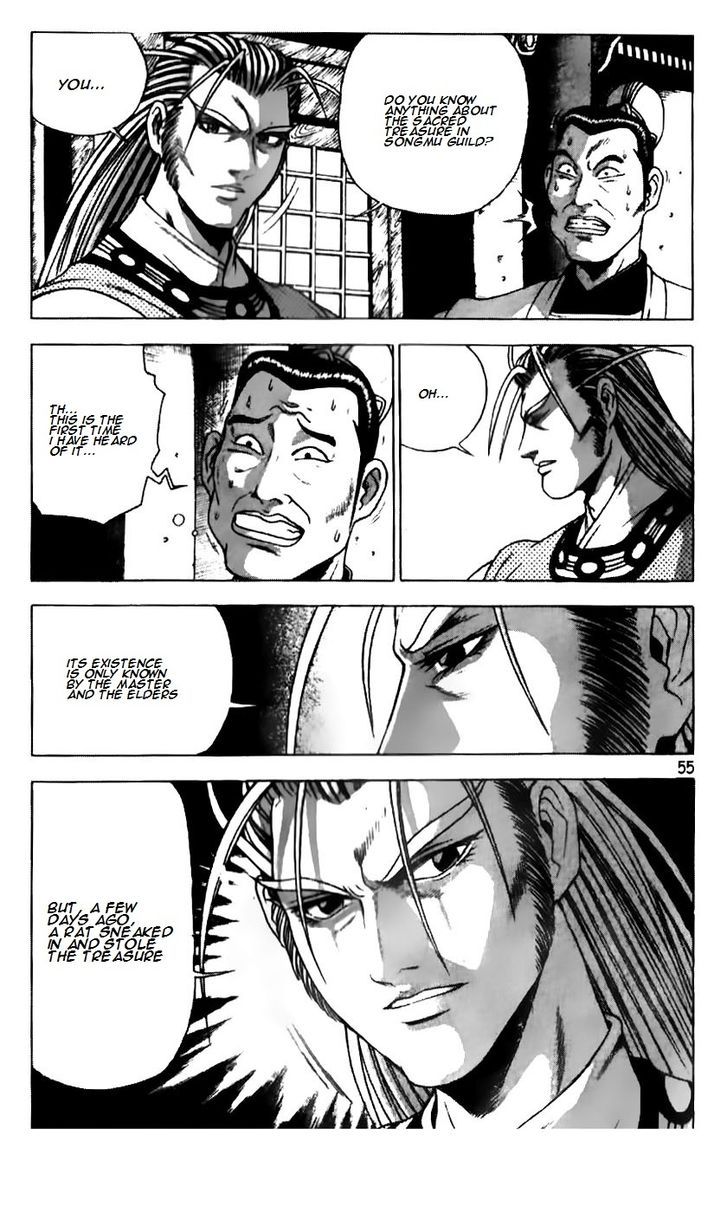 YOU...
DO YOU KNOW
ANYTHING ABOUT
THE SACRED
TREASURE IN
SONGMU GUILD?
TH...
THIS IS THE
FIRST TIME
I HAVE HEARD
OF IT...
OH...
ITS EXISTENCE
IS ONLY KNOWN
BY THE MASTER
AND THE ELDERS
55
BUT, A FEW
DAYS AGO,
A RAT SNEAKED
IN AND STOLE
THE TREASURE